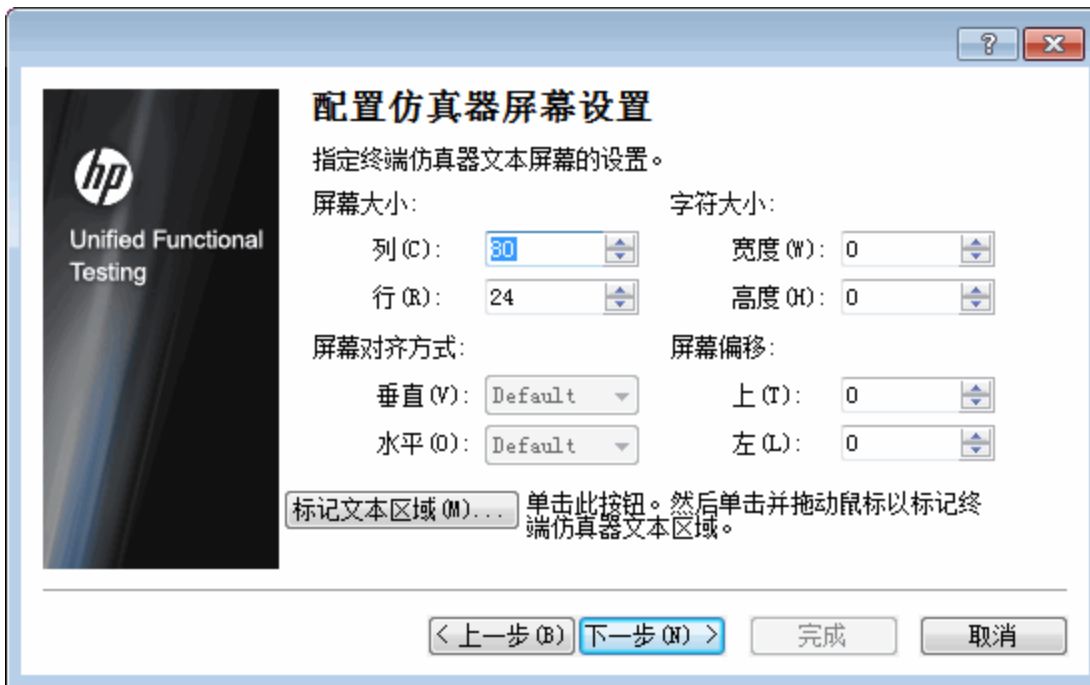 ?
配置仿真器屏幕设置
指定终端仿真器文本屏幕的设置。
hp
Unified Functional
Testing
屏幕大小: 字符大小:
列(C): 80 宽度(W): 0
行(R): 24 高度(H): 0
屏幕对齐方式: 屏幕偏移:
垂直(V): Default 上(T): 0
水平(O): Default 左(L): 0
标记文本区域(M)... 单击此按钮。然后单击并拖动鼠标以标记终
端仿真器文本区域。
< 上一步(B) 下一步(N) > 完成 取消